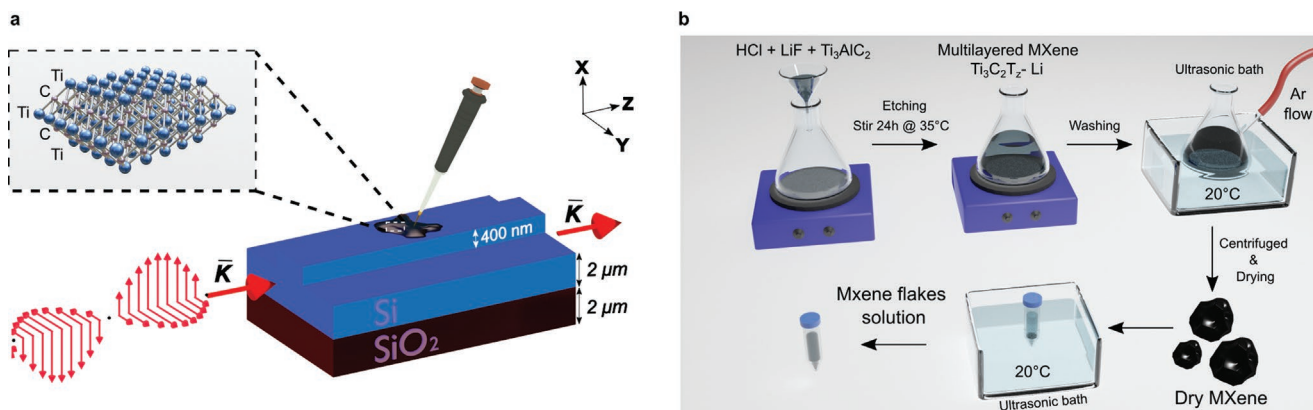 a
Ti
C
Ti
C
Ti
X
Z
Y
K̅
K̅
400 nm
2 µm
2 µm
Si
SiO₂
b
HCl + LiF + Ti₃AlC₂
Etching
Stir 24h @ 35°C
Multilayered MXene
Ti₃C₂T𝓏- Li
Washing
Ultrasonic bath
Ar
flow
20°C
Centrifuged
&
Drying
Dry MXene
20°C
Ultrasonic bath
Mxene flakes
solution